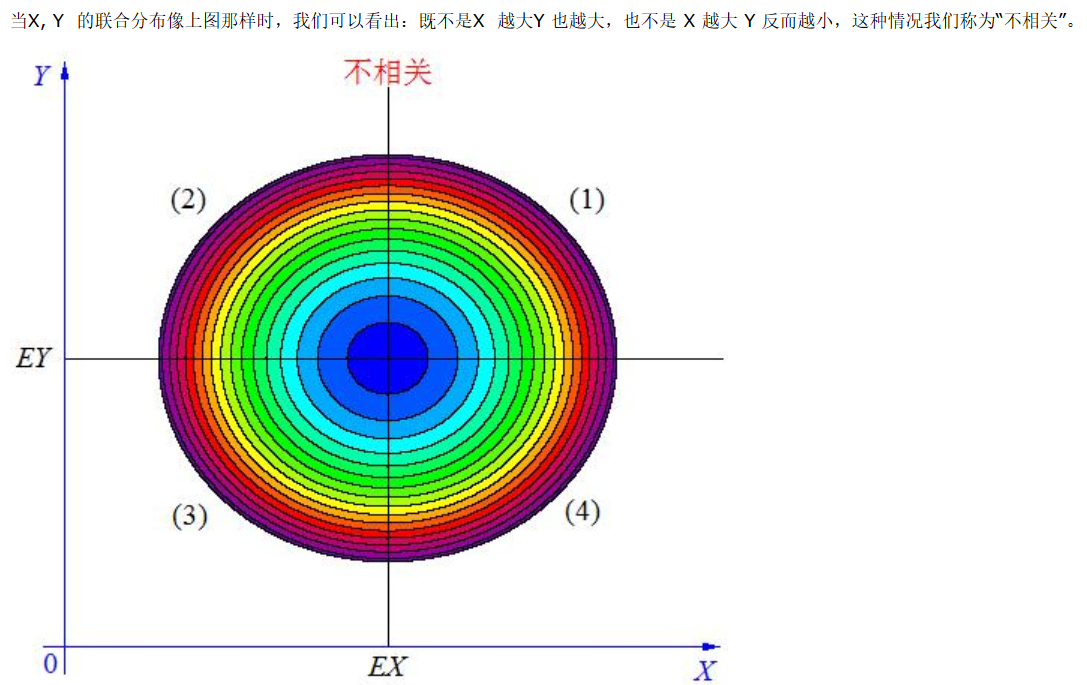 当X, Y 的联合分布像上图那样时，我们可以看出：既不是X 越大Y 也越大，也不是 X 越大 Y 反而越小，这种情况我们称为“不相关”。
不相关
Y
(2)
(1)
EY
(3)
(4)
0
EX
X